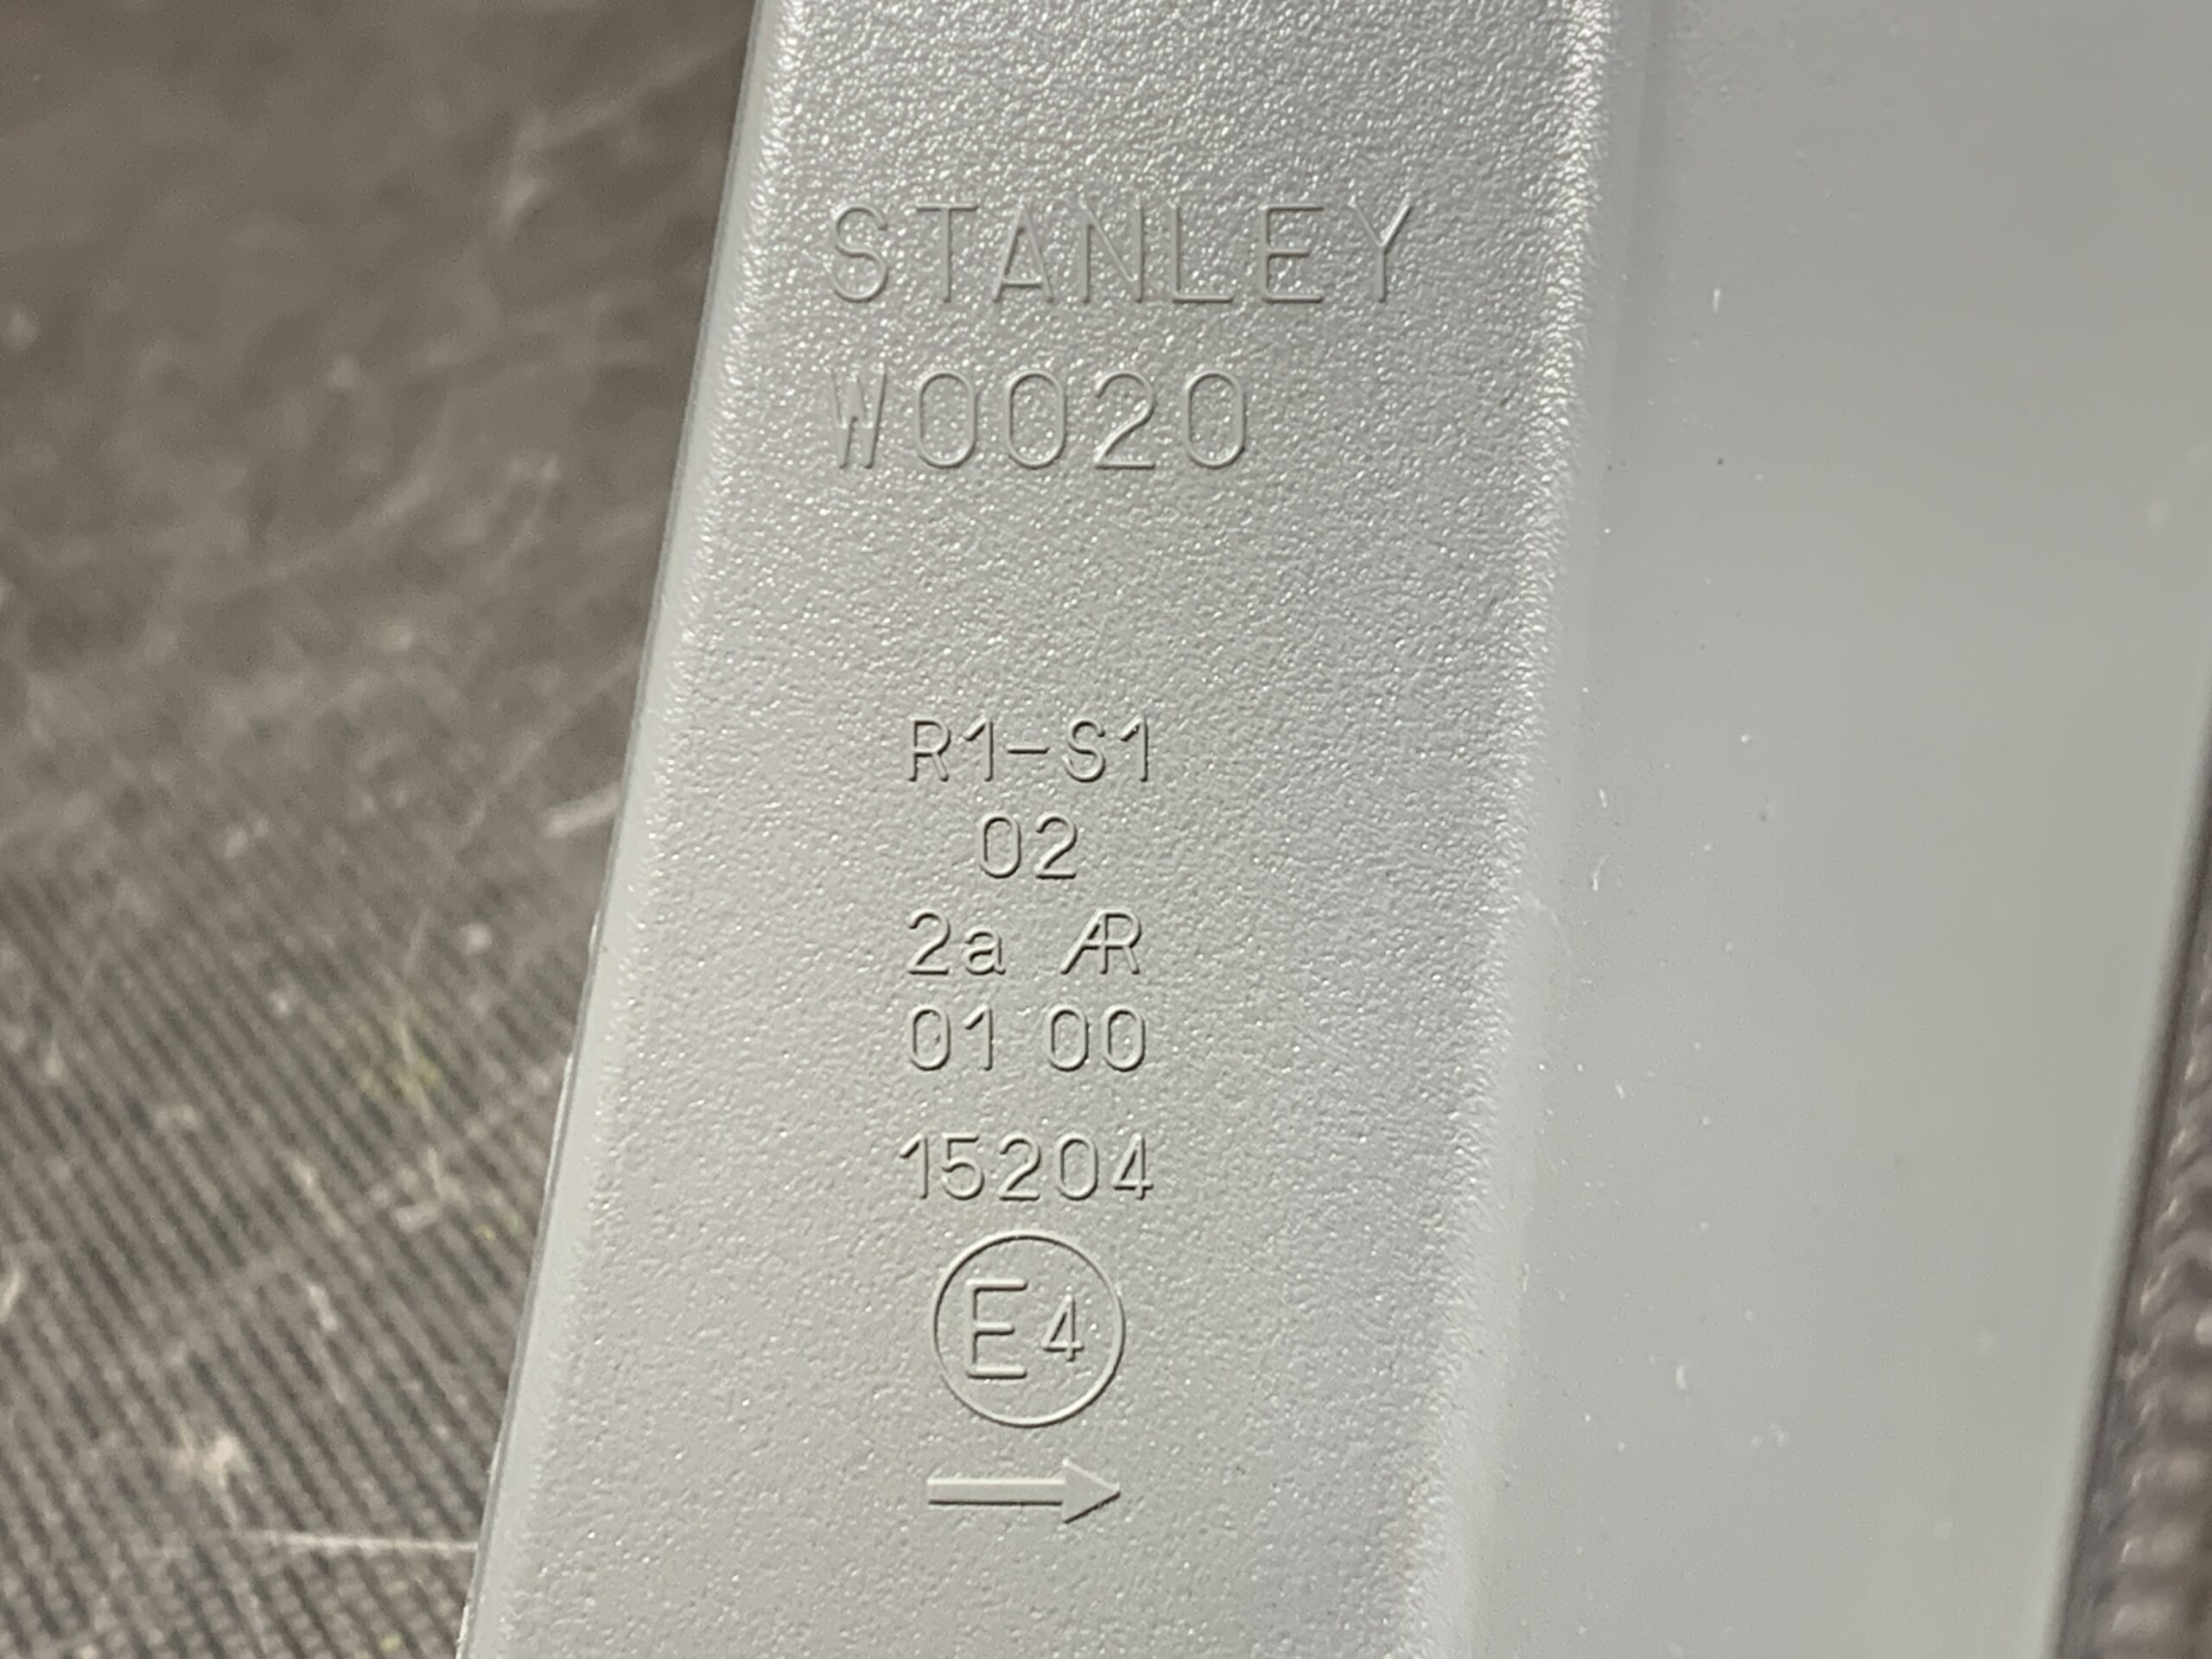 STANLEY
W0020
R1-S1
02
2a AR
01 00
15204
E4